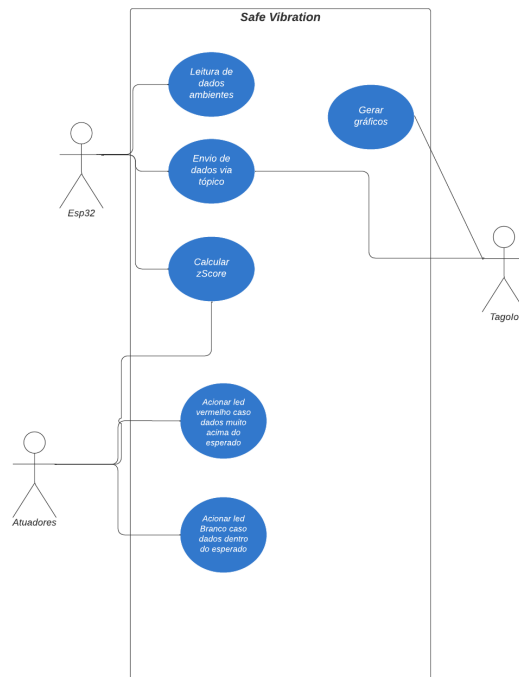 Safe Vibration
Leitura de
dados
ambientes
Gerar
gráficos
Envio de
dados via
tópico
Esp32
Calcular
zScore
TagoIo
Acionar led
vermelho caso
dados muito
acima do
esperado
Atuadores
Acionar led
Branco caso
dados dentro
do esperado